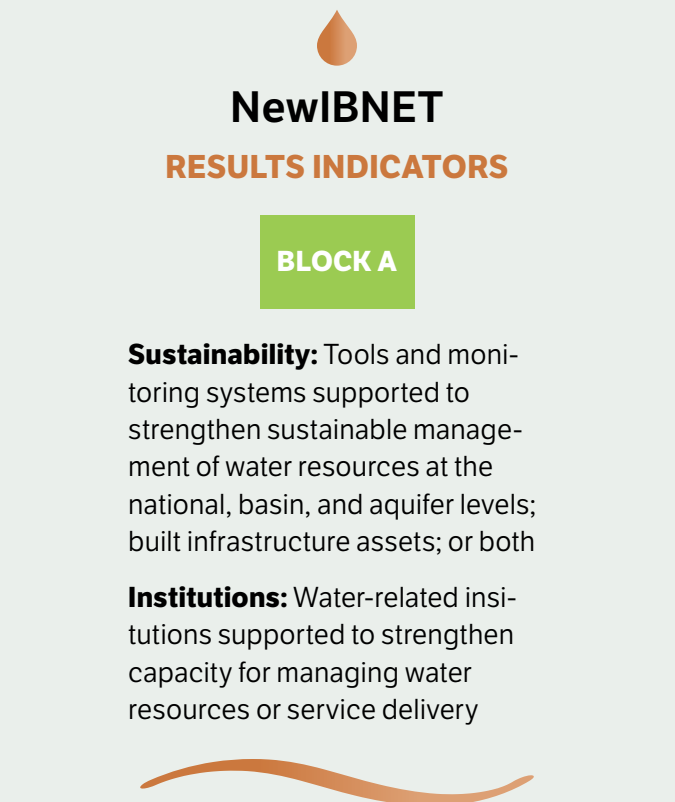 NewIBNET
RESULTS INDICATORS
BLOCK A
Sustainability: Tools and moni-
toring systems supported to
strengthen sustainable manage-
ment of water resources at the
national, basin, and aquifer levels;
built infrastructure assets; or both
Institutions: Water-related insi-
tutions supported to strengthen
capacity for managing water
resources or service delivery